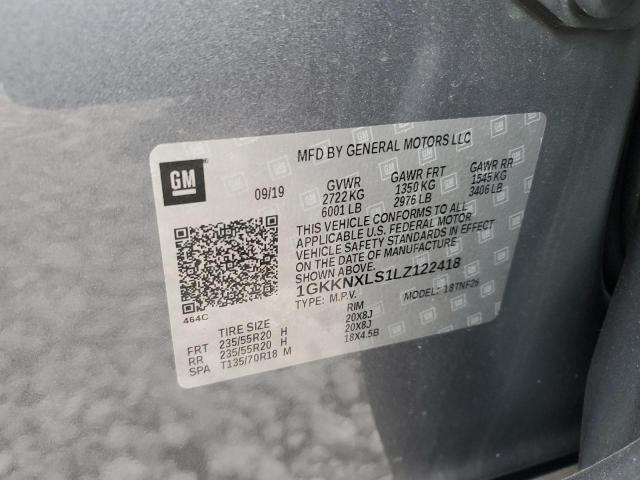 MFD BY GENERAL MOTORS LLC
GM
09/19 GVWR GAWR FRT GAWR RR
2722 KG 1350 KG 1545 KG
6001 LB 2976 LB 3406 LB
THIS VEHICLE CONFORMS TO ALL
APPLICABLE U.S. FEDERAL MOTOR
VEHICLE SAFETY STANDARDS IN EFFECT
ON THE DATE OF MANUFACTURE
SHOWN ABOVE.
1GKKNXLS1LZ122418
TYPE: M.P.V. MODEL: 18TNF26
464C
TIRE SIZE RIM
FRT 235/55R20 H 20X8J
RR 235/55R20 H 20X8J
SPA T135/70R18 M 18X4.5B